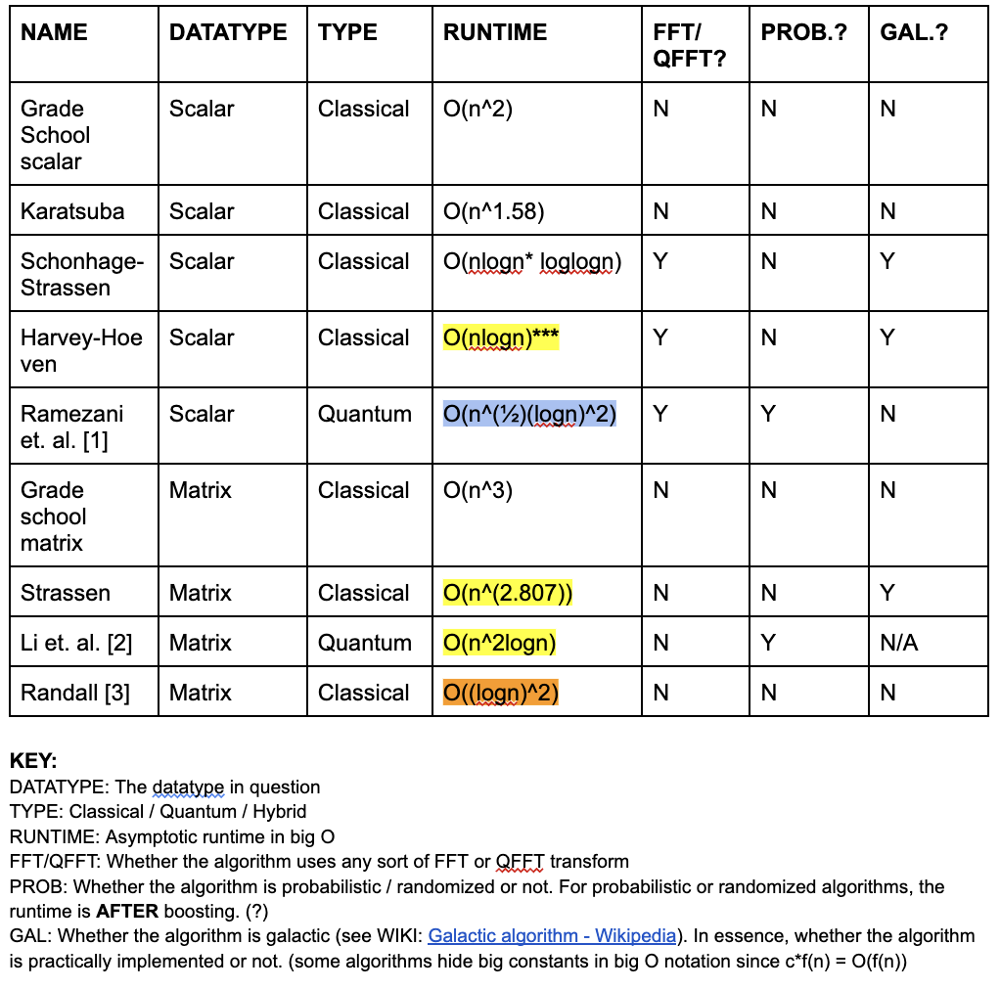 NAME DATATYPE TYPE RUNTIME FFT/ PROB.? GAL.?
QFFT?
Grade Scalar Classical O(n^2) N N N
School
scalar
Karatsuba Scalar Classical O(n^1.58) N N N
Schonhage- Scalar Classical O(nlogn* loglogn) Y N Y
Strassen
Harvey-Hoe Scalar Classical O(nlogn)*** Y N Y
ven
Ramezani Scalar Quantum O(n^(½)(logn)^2) Y Y N
et. al. [1]
Grade Matrix Classical O(n^3) N N N
school
matrix
Strassen Matrix Classical O(n^(2.807)) N N Y
Li et. al. [2] Matrix Quantum O(n^2logn) N Y N/A
Randall [3] Matrix Classical O((logn)^2) N N N
KEY:
DATATYPE: The datatype in question
TYPE: Classical / Quantum / Hybrid
RUNTIME: Asymptotic runtime in big O
FFT/QFFT: Whether the algorithm uses any sort of FFT or QFFT transform
PROB: Whether the algorithm is probabilistic / randomized or not. For probabilistic or randomized algorithms, the
runtime is AFTER boosting. (?)
GAL: Whether the algorithm is galactic (see WIKI: Galactic algorithm - Wikipedia). In essence, whether the algorithm
is practically implemented or not. (some algorithms hide big constants in big O notation since c*f(n) = O(f(n))